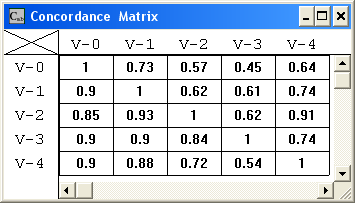 Concordance Matrix
V-0 V-1 V-2 V-3 V-4
V-0 1 0.73 0.57 0.45 0.64
V-1 0.9 1 0.62 0.61 0.74
V-2 0.85 0.93 1 0.62 0.91
V-3 0.9 0.9 0.84 1 0.74
V-4 0.9 0.88 0.72 0.54 1